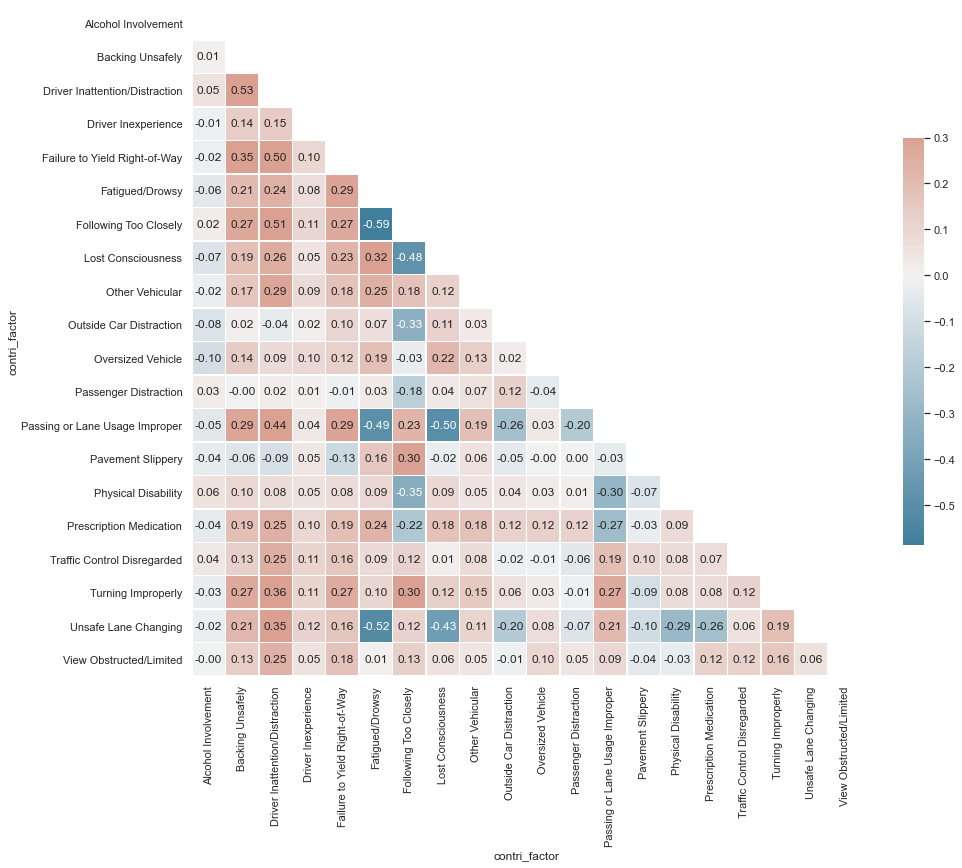 Alcohol Involvement
Backing Unsafely 0.01
Driver Inattention/Distraction 0.05 0.53
Driver Inexperience -0.01 0.14 0.15
Failure to Yield Right-of-Way -0.02 0.35 0.50 0.10
Fatigued/Drowsy -0.06 0.21 0.24 0.08 0.29
Following Too Closely 0.02 0.27 0.51 0.11 0.27 -0.59
Lost Consciousness -0.07 0.19 0.26 0.05 0.23 0.32 -0.48
Other Vehicular -0.02 0.17 0.29 0.09 0.18 0.25 0.18 0.12
Outside Car Distraction -0.08 0.02 -0.04 0.02 0.10 0.07 -0.33 0.11 0.03
Oversized Vehicle -0.10 0.14 0.09 0.10 0.12 0.19 -0.03 0.22 0.13 0.02
Passenger Distraction 0.03 -0.00 0.02 0.01 -0.01 0.03 -0.18 0.04 0.07 0.12 -0.04
Passing or Lane Usage Improper -0.05 0.29 0.44 0.04 0.29 -0.49 0.23 -0.50 0.19 -0.26 0.03 -0.20
Pavement Slippery -0.04 -0.06 -0.09 0.05 -0.13 0.16 0.30 -0.02 0.06 -0.05 -0.00 0.00 -0.03
Physical Disability 0.06 0.10 0.08 0.05 0.08 0.09 -0.35 0.09 0.05 0.04 0.03 0.01 -0.30 -0.07
Prescription Medication -0.04 0.19 0.25 0.10 0.19 0.24 -0.22 0.18 0.18 0.12 0.12 0.12 -0.27 -0.03 0.09
Traffic Control Disregarded 0.04 0.13 0.25 0.11 0.16 0.09 0.12 0.01 0.08 -0.02 -0.01 -0.06 0.19 0.10 0.08 0.07
Turning Improperly -0.03 0.27 0.36 0.11 0.27 0.10 0.30 0.12 0.15 0.06 0.03 -0.01 0.27 -0.09 0.08 0.08 0.12
Unsafe Lane Changing -0.02 0.21 0.35 0.12 0.16 -0.52 0.12 -0.43 0.11 -0.20 0.08 -0.07 0.21 -0.10 -0.29 -0.26 0.06 0.19
View Obstructed/Limited -0.00 0.13 0.25 0.05 0.18 0.01 0.13 0.06 0.05 -0.01 0.10 0.05 0.09 -0.04 -0.03 0.12 0.12 0.16 0.06
contri_factor
Alcohol Involvement
Backing Unsafely
Driver Inattention/Distraction
Driver Inexperience
Failure to Yield Right-of-Way
Fatigued/Drowsy
Following Too Closely
Lost Consciousness
Other Vehicular
Outside Car Distraction
Oversized Vehicle
Passenger Distraction
Passing or Lane Usage Improper
Pavement Slippery
Physical Disability
Prescription Medication
Traffic Control Disregarded
Turning Improperly
Unsafe Lane Changing
View Obstructed/Limited
contri_factor
0.3
0.2
0.1
0.0
-0.1
-0.2
-0.3
-0.4
-0.5